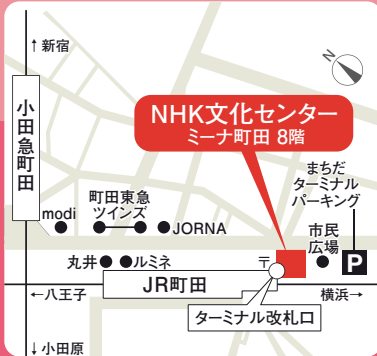 ↑新宿
N
小田急町田
NHK文化センター
ミーナ町田 8階
まちだ
ターミナル
パーキング
町田東急
ツインズ
modi
JORNA
市民
広場
P
丸井
ルミネ
〒
JR町田
←八王子
横浜→
ターミナル改札口
↓小田原